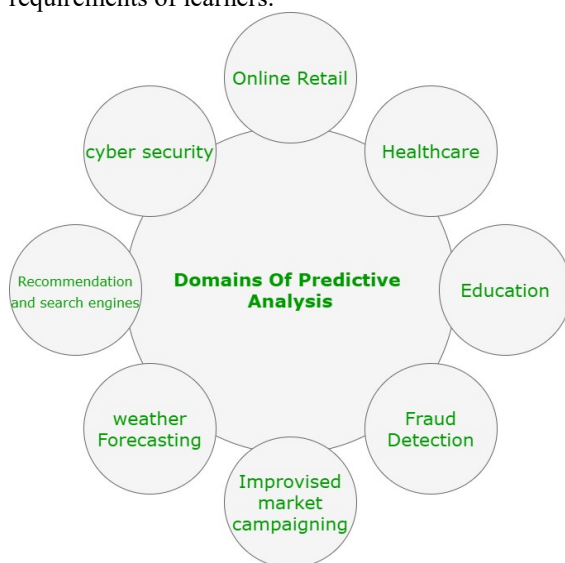 requirements of learners.
Online Retail
cyber security
Healthcare
Recommendation
and search engines
Domains Of Predictive
Analysis
Education
weather
Forecasting
Fraud
Detection
Improvised
market
campaigning